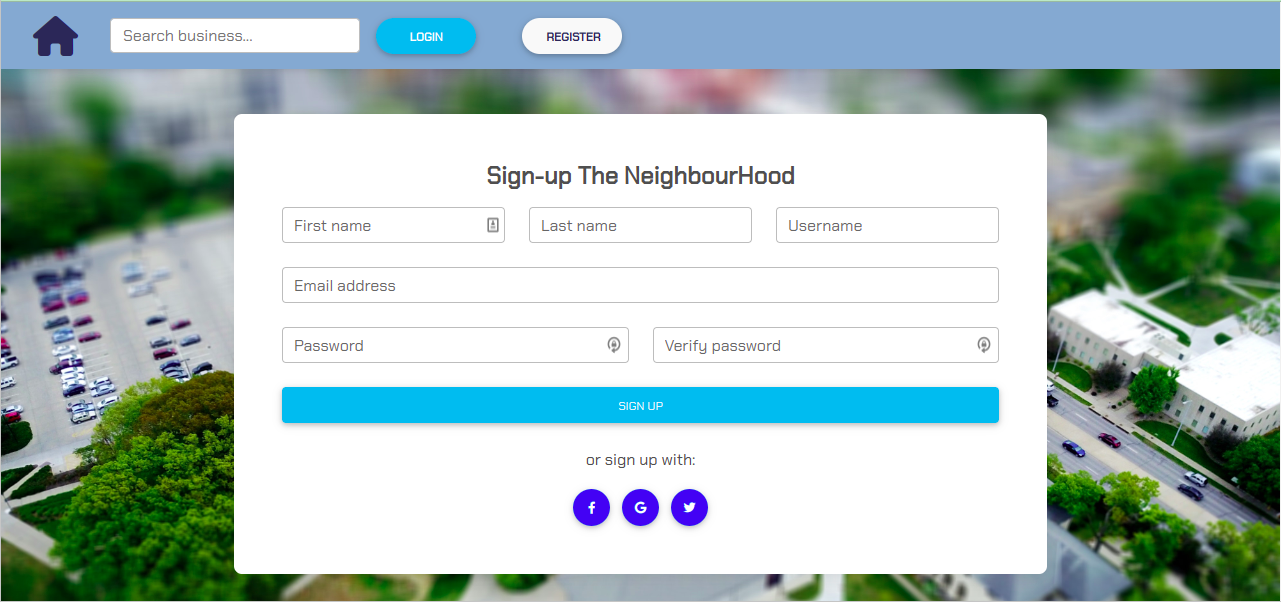 Search business...
LOGIN
REGISTER
Sign-up The NeighbourHood
First name
Last name
Username
Email address
Password
Verify password
SIGN UP
or sign up with: